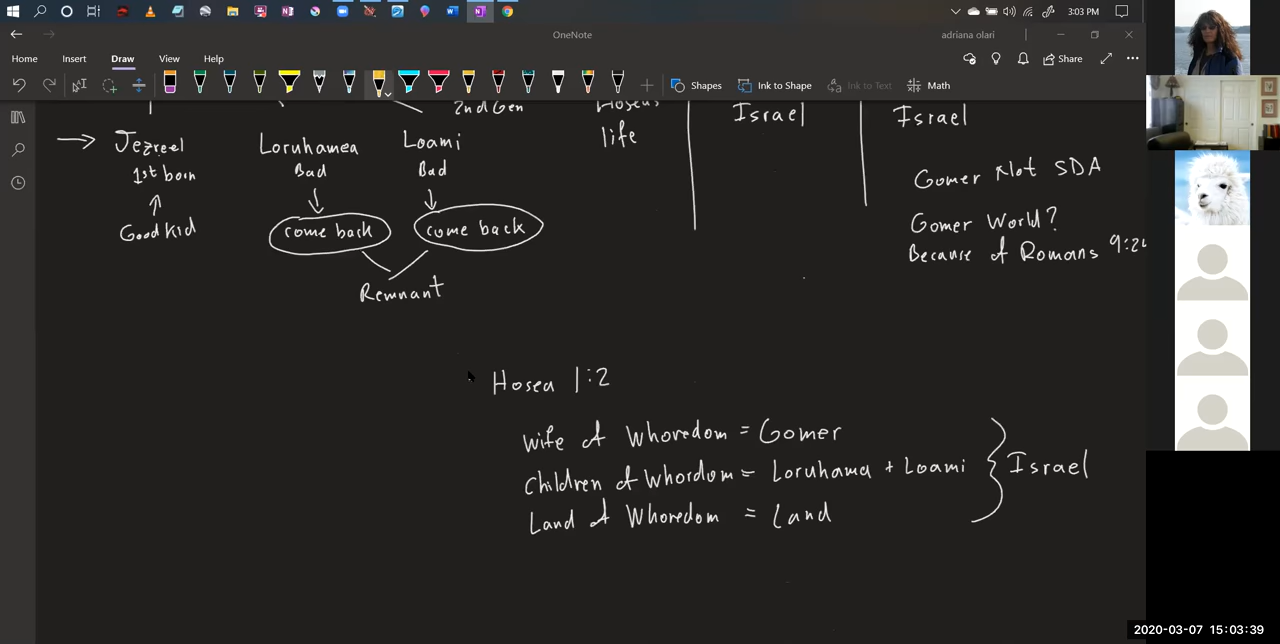 3:03 PM
OneNote
adriana olari
Home Insert Draw View Help
Share
Shapes Ink to Shape Ink to Text Math
2nd Gen
Hosea's
life
Israel
Israel
Jezreel
1st born
Good kid
Loruhamea
Bad
come back
Loami
Bad
come back
Remnant
Gomer Not SDA
Gomer World?
Because of Romans 9:24
Hosea 1:2
Wife of Whoredom = Gomer
Children of Whordom = Loruhama + Loami
Land of Whoredom = Land
Israel
2020-03-07 15:03:39